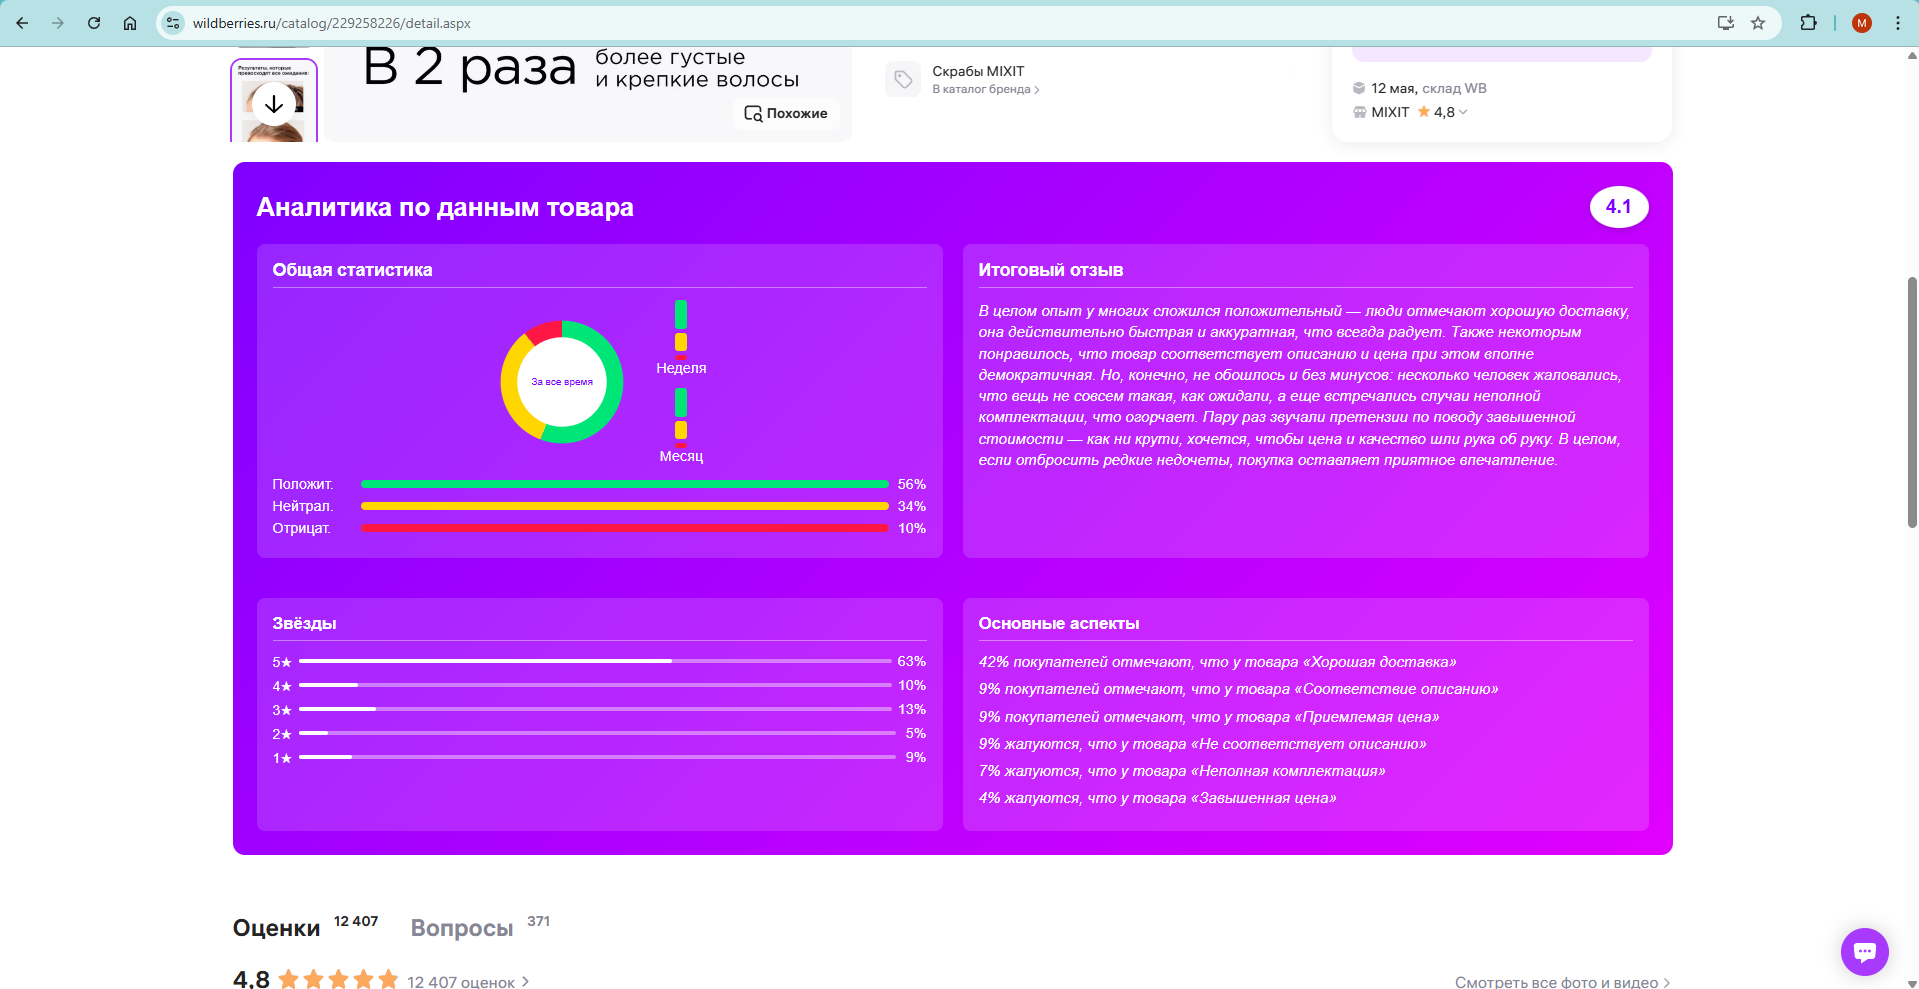 wildberries.ru/catalog/229258226/detail.aspx
M
Результаты, которые
превосходят все ожидания:
В 2 раза
более густые
и крепкие волосы
Похожие
Скрабы MIXIT
В каталог бренда
12 мая, склад WB
MIXIT 4,8
Аналитика по данным товара
4.1
Общая статистика
За все время
Неделя
Месяц
Положит. 56%
Нейтрал. 34%
Отрицат. 10%
Итоговый отзыв
В целом опыт у многих сложился положительный — люди отмечают хорошую доставку,
она действительно быстрая и аккуратная, что всегда радует. Также некоторым
понравилось, что товар соответствует описанию и цена при этом вполне
демократичная. Но, конечно, не обошлось и без минусов: несколько человек жаловались,
что вещь не совсем такая, как ожидали, а еще встречались случаи неполной
комплектации, что огорчает. Пару раз звучали претензии по поводу завышенной
стоимости — как ни крути, хочется, чтобы цена и качество шли рука об руку. В целом,
если отбросить редкие недочеты, покупка оставляет приятное впечатление.
Звёзды
5★ 63%
4★ 10%
3★ 13%
2★ 5%
1★ 9%
Основные аспекты
42% покупателей отмечают, что у товара «Хорошая доставка»
9% покупателей отмечают, что у товара «Соответствие описанию»
9% покупателей отмечают, что у товара «Приемлемая цена»
9% жалуются, что у товара «Не соответствует описанию»
7% жалуются, что у товара «Неполная комплектация»
4% жалуются, что у товара «Завышенная цена»
Оценки 12 407
Вопросы 371
4,8 12 407 оценок
Смотреть все фото и видео